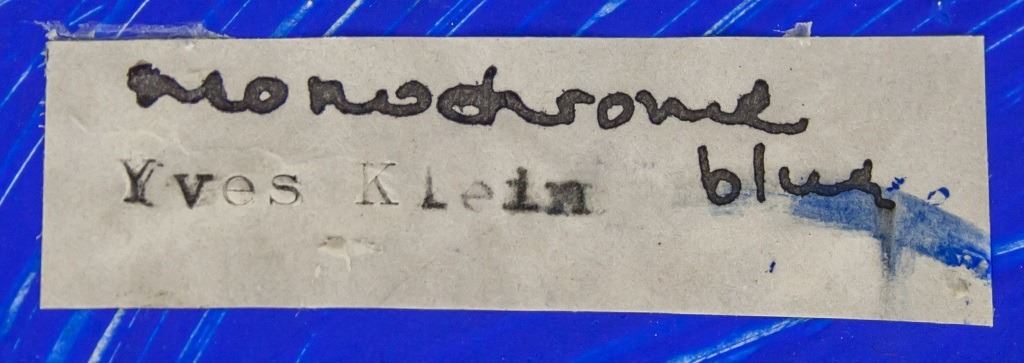 monochrome
Yves Klein blue